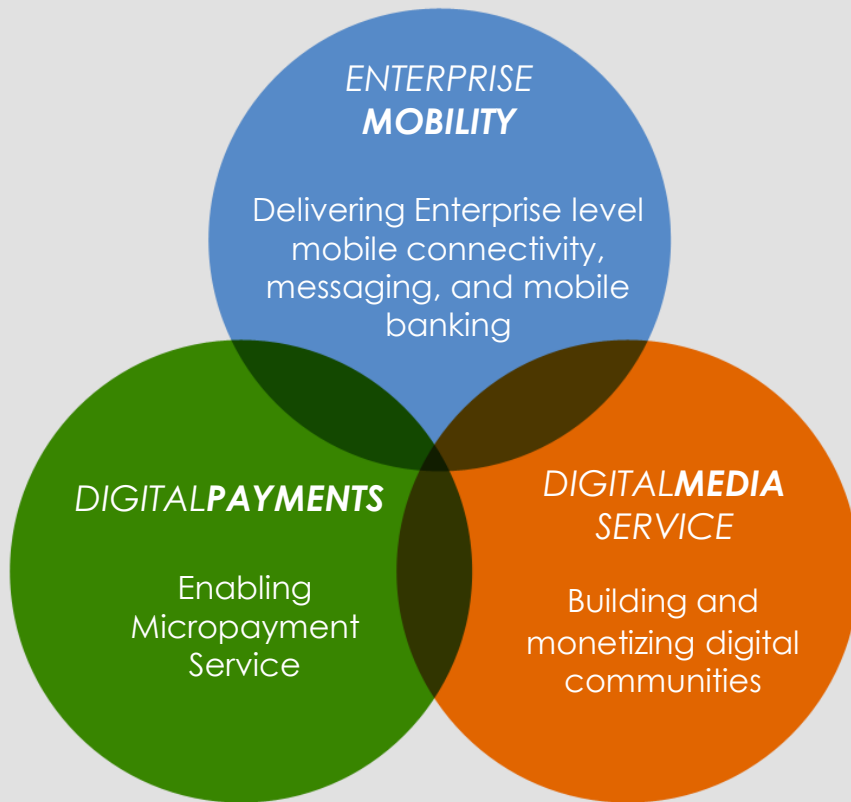 ENTERPRISE
MOBILITY
Delivering Enterprise level
mobile connectivity,
messaging, and mobile
banking
DIGITALPAYMENTS
Enabling
Micropayment
Service
DIGITALMEDIA
SERVICE
Building and
monetizing digital
communities